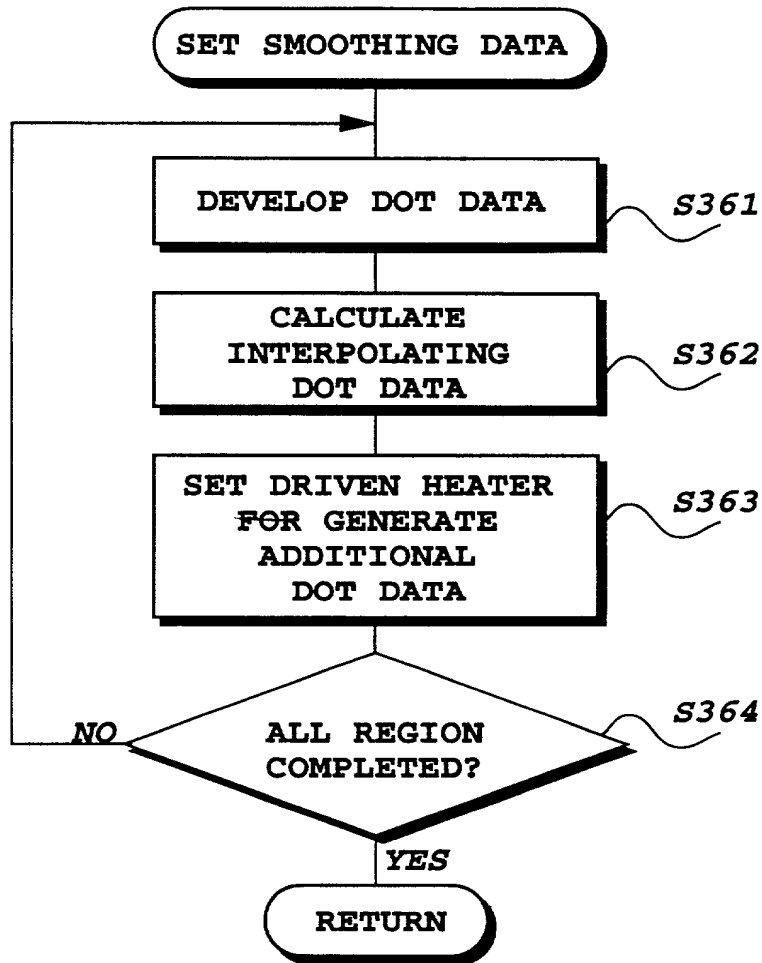 SET SMOOTHING DATA
DEVELOP DOT DATA
S361
CALCULATE
INTERPOLATING
DOT DATA
S362
SET DRIVEN HEATER
FOR GENERATE
ADDITIONAL
DOT DATA
S363
ALL REGION
COMPLETED?
S364
NO
YES
RETURN